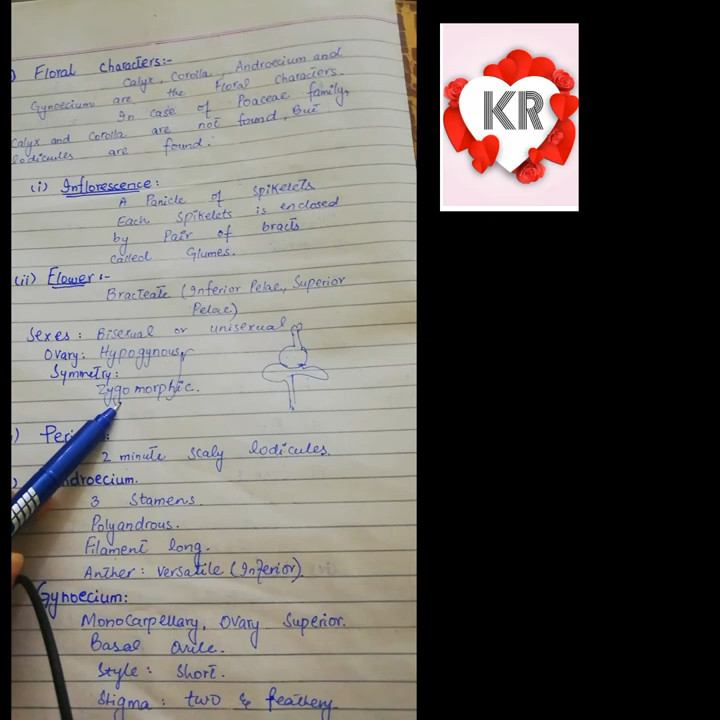 ) Floral Characters:-
Calyx, Corolla, Androecium and
Gynoecium are the Floral Characters.
In case of Poaceae family,
Calyx and Corolla are not found, But
lodicules are found.
(i) Inflorescence:
A Panicle of spikelets
Each Spikelets is enclosed
by Pair of bracts
called Glumes.
(ii) Flower:-
Bracteate (Inferior Pelae, Superior
Pelae)
Sexes: Bisexual or unisexual
Ovary: Hypogynous
Symmetry:
Zygomorphic.
2 minute scaly lodicules.
droecium.
3 Stamens.
Polyandrous.
Filament long.
Anther: versatile (Inferior).
Gynoecium:
Monocarpellary, Ovary Superior.
Basal Ovule.
Style: Short.
Stigma: two & feathery
KR